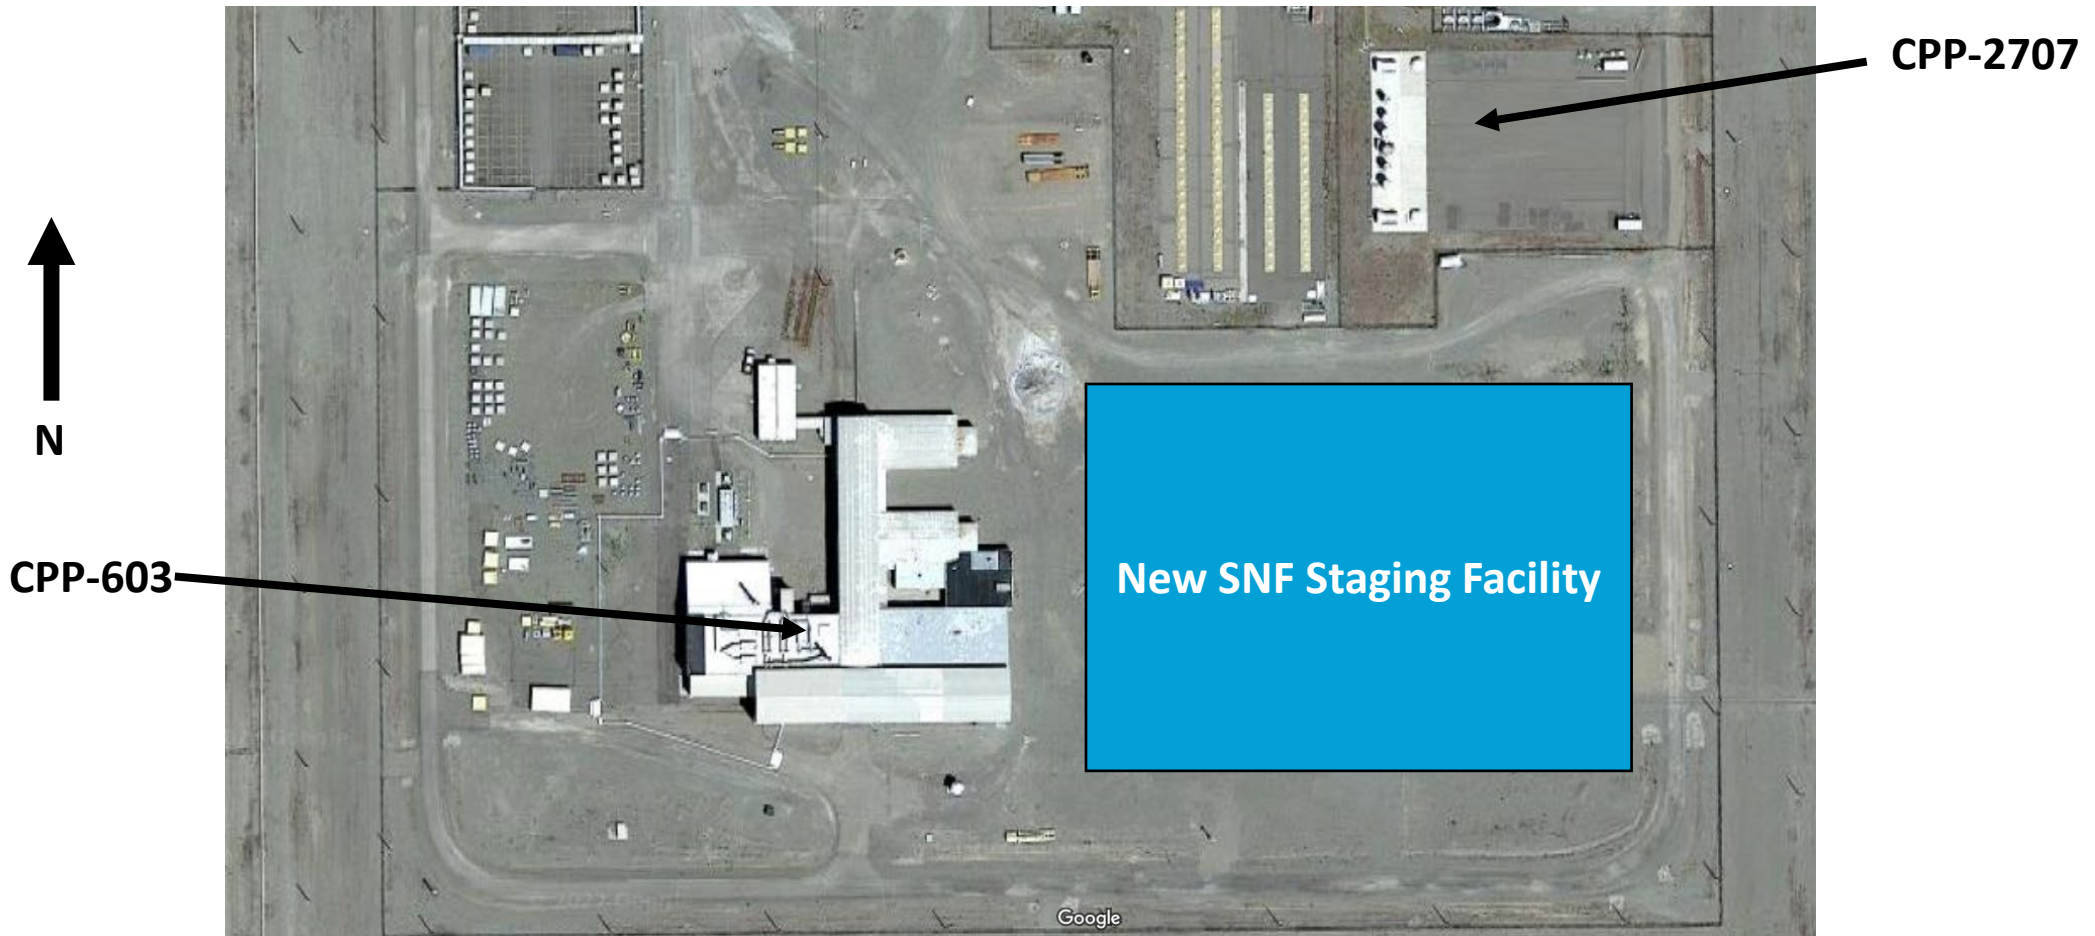 CPP-2707
N
CPP-603
New SNF Staging Facility
Google